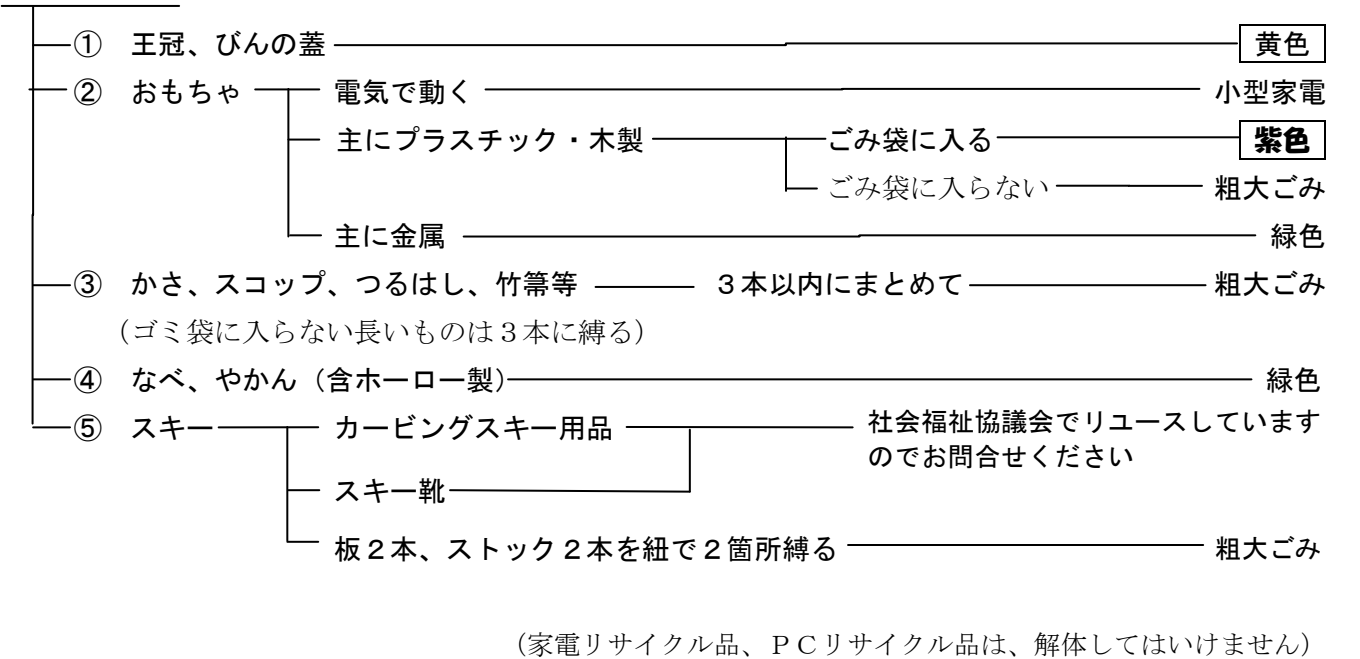 ① 王冠、びんの蓋 黄色
② おもちゃ 電気で動く 小型家電
主にプラスチック・木製 ごみ袋に入る 紫色
ごみ袋に入らない 粗大ごみ
主に金属 緑色
③ かさ、スコップ、つるはし、竹箒等 ３本以内にまとめて 粗大ごみ
（ゴミ袋に入らない長いものは３本に縛る）
④ なべ、やかん（含ホーロー製） 緑色
⑤ スキー カービングスキー用品 社会福祉協議会でリユースしています
のでお問合せください
スキー靴
板２本、ストック２本を紐で２箇所縛る 粗大ごみ
（家電リサイクル品、ＰＣリサイクル品は、解体してはいけません）